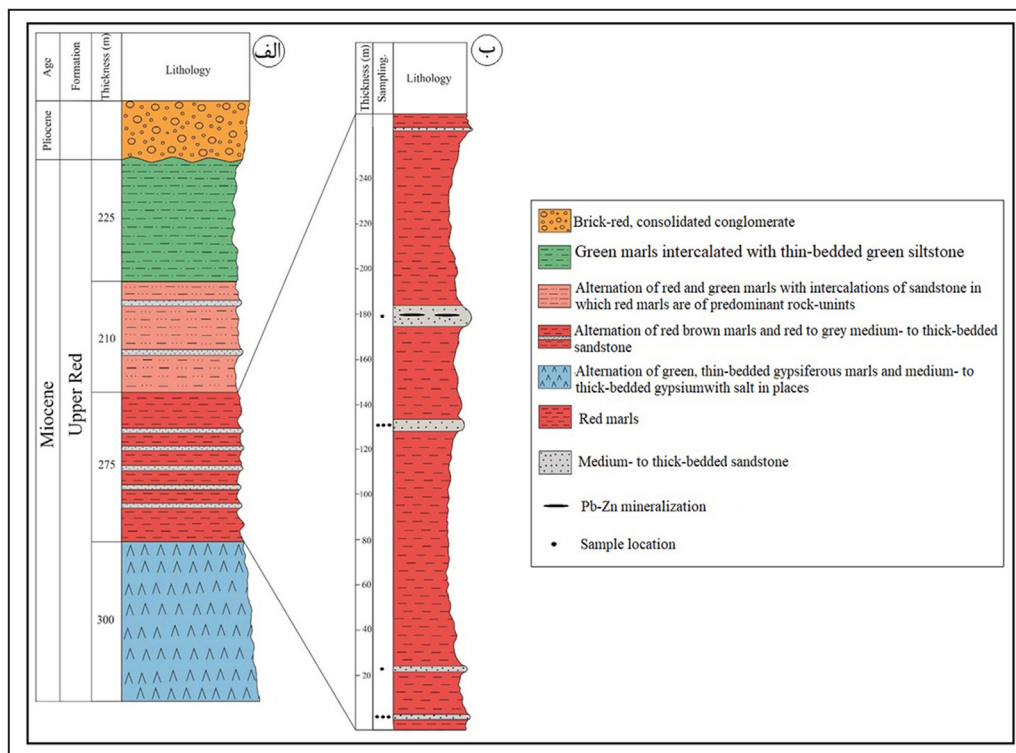 الف
Age
Formation
Thickness (m)
Lithology
Pliocene
Miocene
Upper Red
225
210
275
300
ب
Thickness (m)
Sampling.
Lithology
240
220
200
180
160
140
120
100
80
60
40
20
Brick-red, consolidated conglomerate
Green marls intercalated with thin-bedded green siltstone
Alternation of red and green marls with intercalations of sandstone in
which red marls are of predominant rock-unints
Alternation of red brown marls and red to grey medium- to thick-bedded
sandstone
Alternation of green, thin-bedded gypsiferous marls and medium- to
thick-bedded gypsiumwith salt in places
Red marls
Medium- to thick-bedded sandstone
Pb-Zn mineralization
Sample location